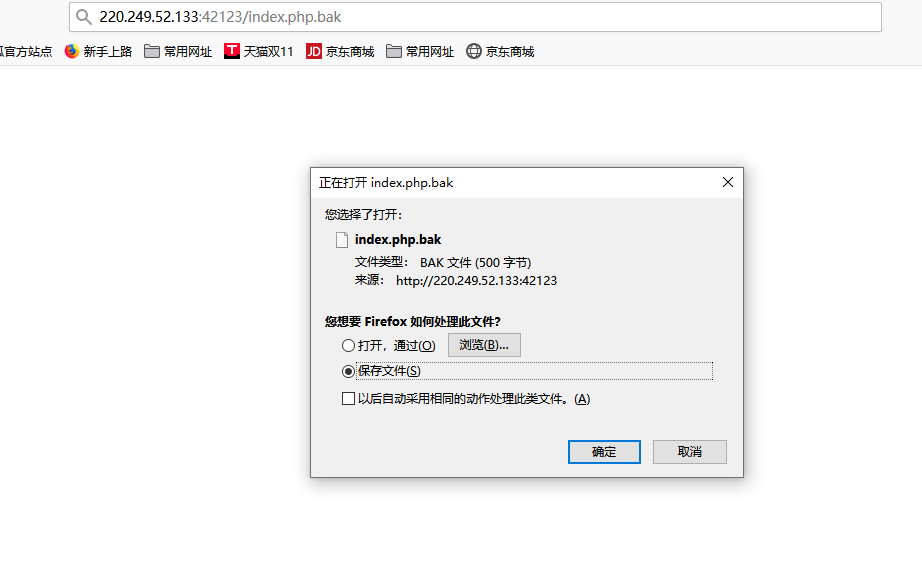 220.249.52.133:42123/index.php.bak
狐官方站点 新手上路 常用网址 T 天猫双11 JD 京东商城 常用网址 京东商城
正在打开 index.php.bak
您选择了打开:
index.php.bak
文件类型: BAK 文件 (500 字节)
来源: http://220.249.52.133:42123
您想要 Firefox 如何处理此文件?
打开，通过(O) 浏览(B)...
保存文件(S)
以后自动采用相同的动作处理此类文件。(A)
确定 取消